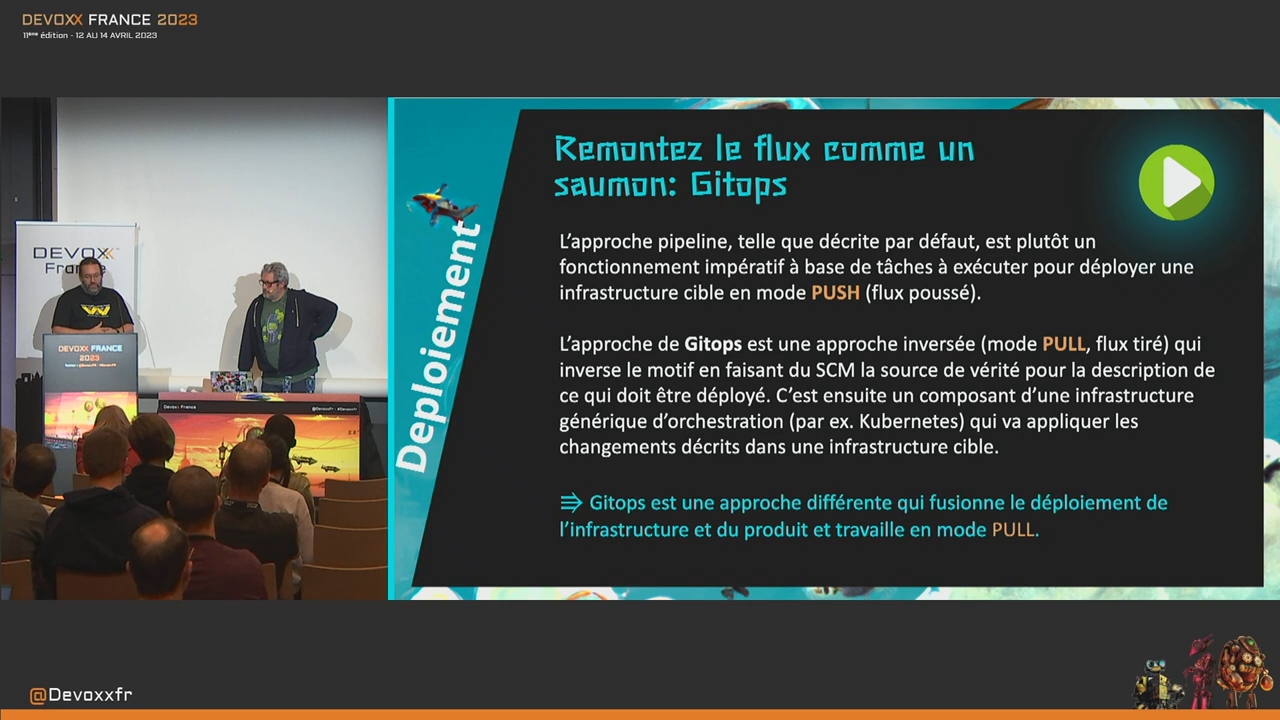 DEVOXX FRANCE 2023
11ème édition - 12 AU 14 AVRIL 2023
DEVOXX
France
DEVOXX FRANCE
2023
Devoxx France
Déploiement
Remontez le flux comme un
saumon: Gitops
L’approche pipeline, telle que décrite par défaut, est plutôt un
fonctionnement impératif à base de tâches à exécuter pour déployer une
infrastructure cible en mode PUSH (flux poussé).
L’approche de Gitops est une approche inversée (mode PULL, flux tiré) qui
inverse le motif en faisant du SCM la source de vérité pour la description de
ce qui doit être déployé. C’est ensuite un composant d’une infrastructure
générique d’orchestration (par ex. Kubernetes) qui va appliquer les
changements décrits dans une infrastructure cible.
⇛ Gitops est une approche différente qui fusionne le déploiement de
l’infrastructure et du produit et travaille en mode PULL.
@Devoxxfr